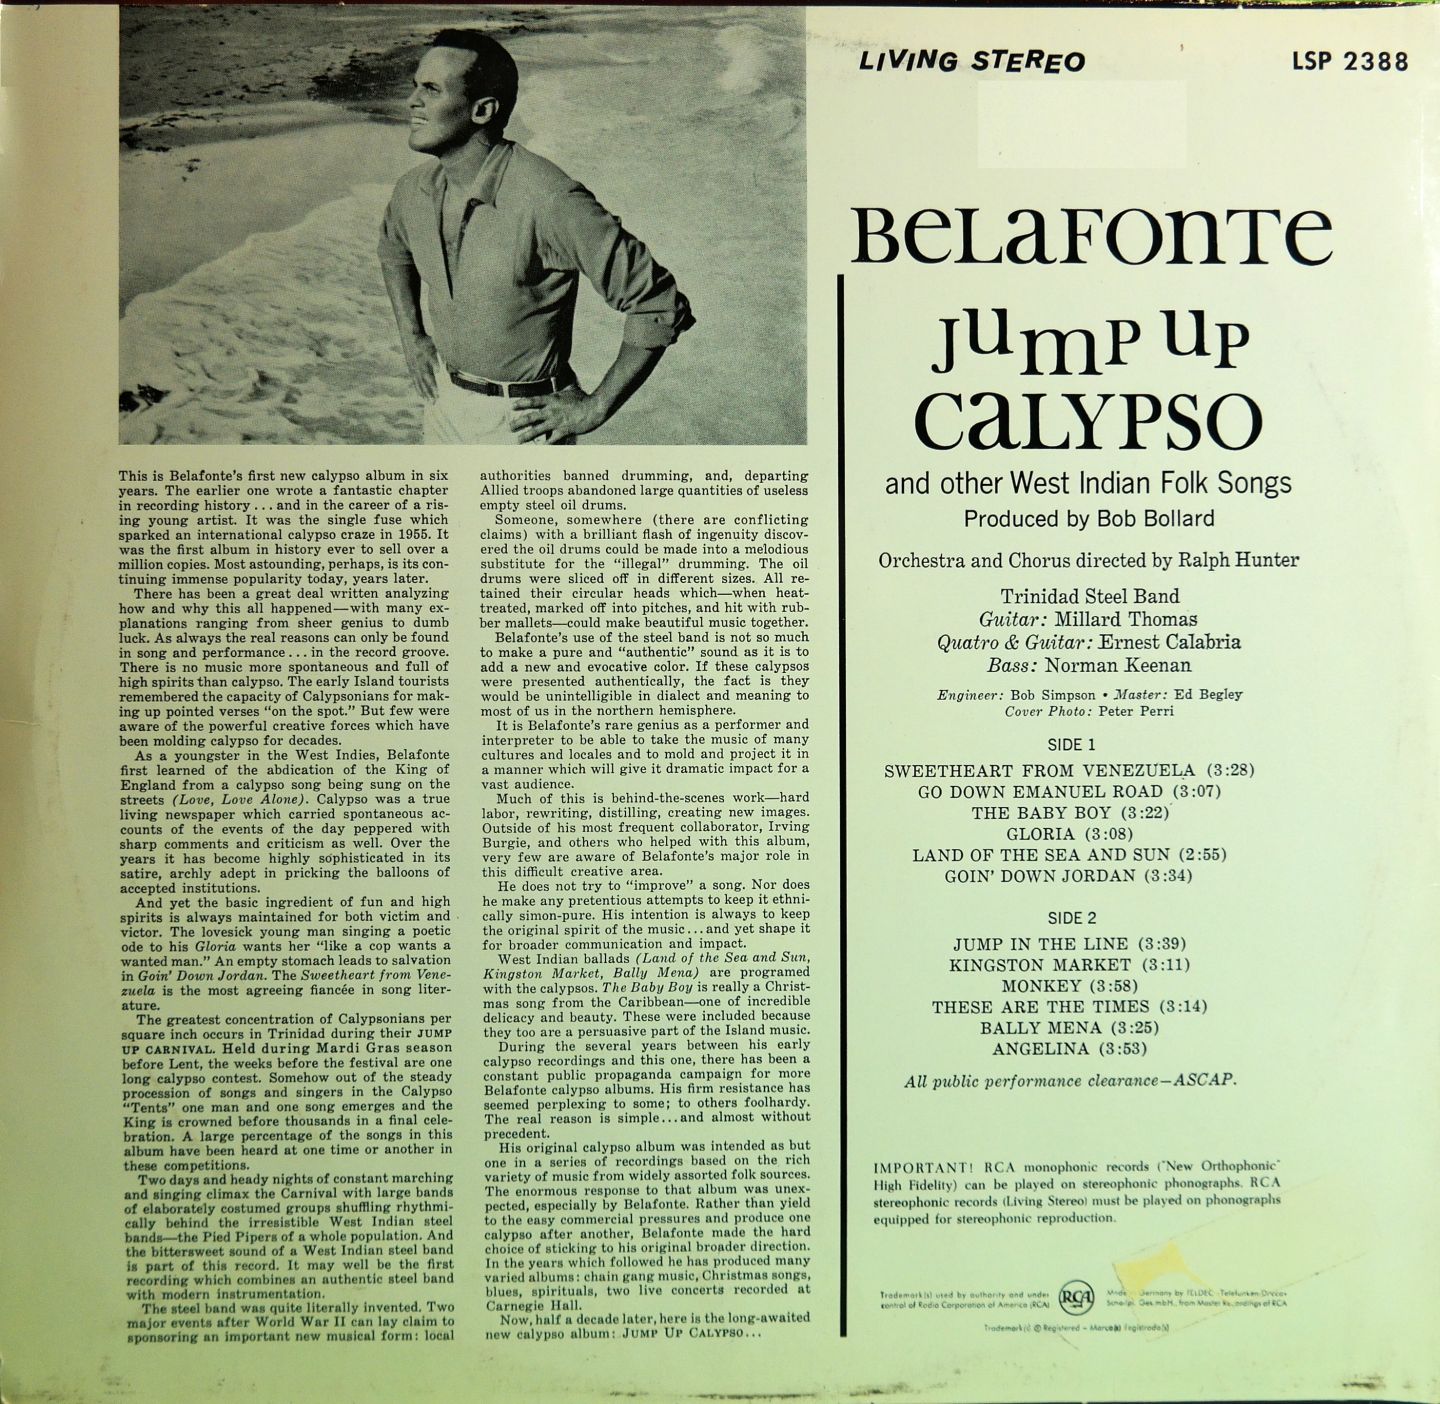 This is Belafonte's first new calypso album in six
years. The earlier one wrote a fantastic chapter
in recording history . . . and in the career of a ris-
ing young artist. It was the single fuse which
sparked an international calypso craze in 1955. It
was the first album in history ever to sell over a
million copies. Most astounding, perhaps, is its con-
tinuing immense popularity today, years later.
There has been a great deal written analyzing
how and why this all happened—with many ex-
planations ranging from sheer genius to dumb
luck. As always the real reasons can only be found
in song and performance . . . in the record groove.
There is no music more spontaneous and full of
high spirits than calypso. The early Island tourists
remembered the capacity of Calypsonians for mak-
ing up pointed verses "on the spot." But few were
aware of the powerful creative forces which have
been molding calypso for decades.
As a youngster in the West Indies, Belafonte
first learned of the abdication of the King of
England from a calypso song being sung on the
streets (Love, Love Alone). Calypso was a true
living newspaper which carried spontaneous ac-
counts of the events of the day peppered with
sharp comments and criticism as well. Over the
years it has become highly sophisticated in its
satire, archly adept in pricking the balloons of
accepted institutions.
And yet the basic ingredient of fun and high
spirits is always maintained for both victim and
victor. The lovesick young man singing a poetic
ode to his Gloria wants her "like a cop wants a
wanted man." An empty stomach leads to salvation
in Goin' Down Jordan. The Sweetheart from Vene-
zuela is the most agreeing fiancée in song liter-
ature.
The greatest concentration of Calypsonians per
square inch occurs in Trinidad during their JUMP
UP CARNIVAL. Held during Mardi Gras season
before Lent, the weeks before the festival are one
long calypso contest. Somehow out of the steady
procession of songs and singers in the Calypso
"Tents" one man and one song emerges and the
King is crowned before thousands in a final cele-
bration. A large percentage of the songs in this
album have been heard at one time or another in
these competitions.
Two days and heady nights of constant marching
and singing climax the Carnival with large bands
of elaborately costumed groups shuffling rhythmi-
cally behind the irresistible West Indian steel
bands—the Pied Pipers of a whole population. And
the bittersweet sound of a West Indian steel band
is part of this record. It may well be the first
recording which combines an authentic steel band
with modern instrumentation.
The steel band was quite literally invented. Two
major events after World War II can lay claim to
sponsoring an important new musical form: local
authorities banned drumming, and, departing
Allied troops abandoned large quantities of useless
empty steel oil drums.
Someone, somewhere (there are conflicting
claims) with a brilliant flash of ingenuity discov-
ered the oil drums could be made into a melodious
substitute for the "illegal" drumming. The oil
drums were sliced off in different sizes. All re-
tained their circular heads which—when heat-
treated, marked off into pitches, and hit with rub-
ber mallets—could make beautiful music together.
Belafonte's use of the steel band is not so much
to make a pure and "authentic" sound as it is to
add a new and evocative color. If these calypsos
were presented authentically, the fact is they
would be unintelligible in dialect and meaning to
most of us in the northern hemisphere.
It is Belafonte's rare genius as a performer and
interpreter to be able to take the music of many
cultures and locales and to mold and project it in
a manner which will give it dramatic impact for a
vast audience.
Much of this is behind-the-scenes work—hard
labor, rewriting, distilling, creating new images.
Outside of his most frequent collaborator, Irving
Burgie, and others who helped with this album,
very few are aware of Belafonte's major role in
this difficult creative area.
He does not try to "improve" a song. Nor does
he make any pretentious attempts to keep it ethni-
cally simon-pure. His intention is always to keep
the original spirit of the music . . . and yet shape it
for broader communication and impact.
West Indian ballads (Land of the Sea and Sun,
Kingston Market, Bally Mena) are programed
with the calypsos. The Baby Boy is really a Christ-
mas song from the Caribbean—one of incredible
delicacy and beauty. These were included because
they too are a persuasive part of the Island music.
During the several years between his early
calypso recordings and this one, there has been a
constant public propaganda campaign for more
Belafonte calypso albums. His firm resistance has
seemed perplexing to some; to others foolhardy.
The real reason is simple . . . and almost without
precedent.
His original calypso album was intended as but
one in a series of recordings based on the rich
variety of music from widely assorted folk sources.
The enormous response to that album was unex-
pected, especially by Belafonte. Rather than yield
to the easy commercial pressures and produce one
calypso after another, Belafonte made the hard
choice of sticking to his original broader direction.
In the years which followed he has produced many
varied albums: chain gang music, Christmas songs,
blues, spirituals, two live concerts recorded at
Carnegie Hall.
Now, half a decade later, here is the long-awaited
new calypso album: JUMP UP CALYPSO . . .
LIVING STEREO
LSP 2388
BELAFONTE
JUMP UP
CALYPSO
and other West Indian Folk Songs
Produced by Bob Bollard
Orchestra and Chorus directed by Ralph Hunter
Trinidad Steel Band
Guitar: Millard Thomas
Quatro & Guitar: Ernest Calabria
Bass: Norman Keenan
Engineer: Bob Simpson • Master: Ed Begley
Cover Photo: Peter Perri
SIDE 1
SWEETHEART FROM VENEZUELA (3:28)
GO DOWN EMANUEL ROAD (3:07)
THE BABY BOY (3:22)
GLORIA (3:08)
LAND OF THE SEA AND SUN (2:55)
GOIN' DOWN JORDAN (3:34)
SIDE 2
JUMP IN THE LINE (3:39)
KINGSTON MARKET (3:11)
MONKEY (3:58)
THESE ARE THE TIMES (3:14)
BALLY MENA (3:25)
ANGELINA (3:53)
All public performance clearance—ASCAP.
IMPORTANT! RCA monophonic records ("New Orthophonic"
High Fidelity) can be played on stereophonic phonographs. RCA
stereophonic records (Living Stereo) must be played on phonographs
equipped for stereophonic reproduction.
Trademark(s) used by authority and under
control of Radio Corporation of America (RCA)
RCA
Germany by TELDEC Telefunken-Decca
Ges.mbH., from Master Recordings of RCA
Trademark(s) ® Registered – Marca(s) Registrada(s)